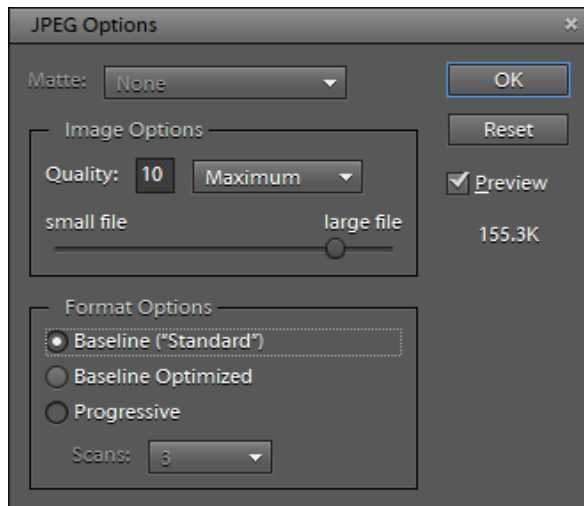 JPEG Options
Matte: None
OK
Image Options
Reset
Quality: 10 Maximum
Preview
small file large file
155.3K
Format Options
Baseline ("Standard")
Baseline Optimized
Progressive
Scans: 3